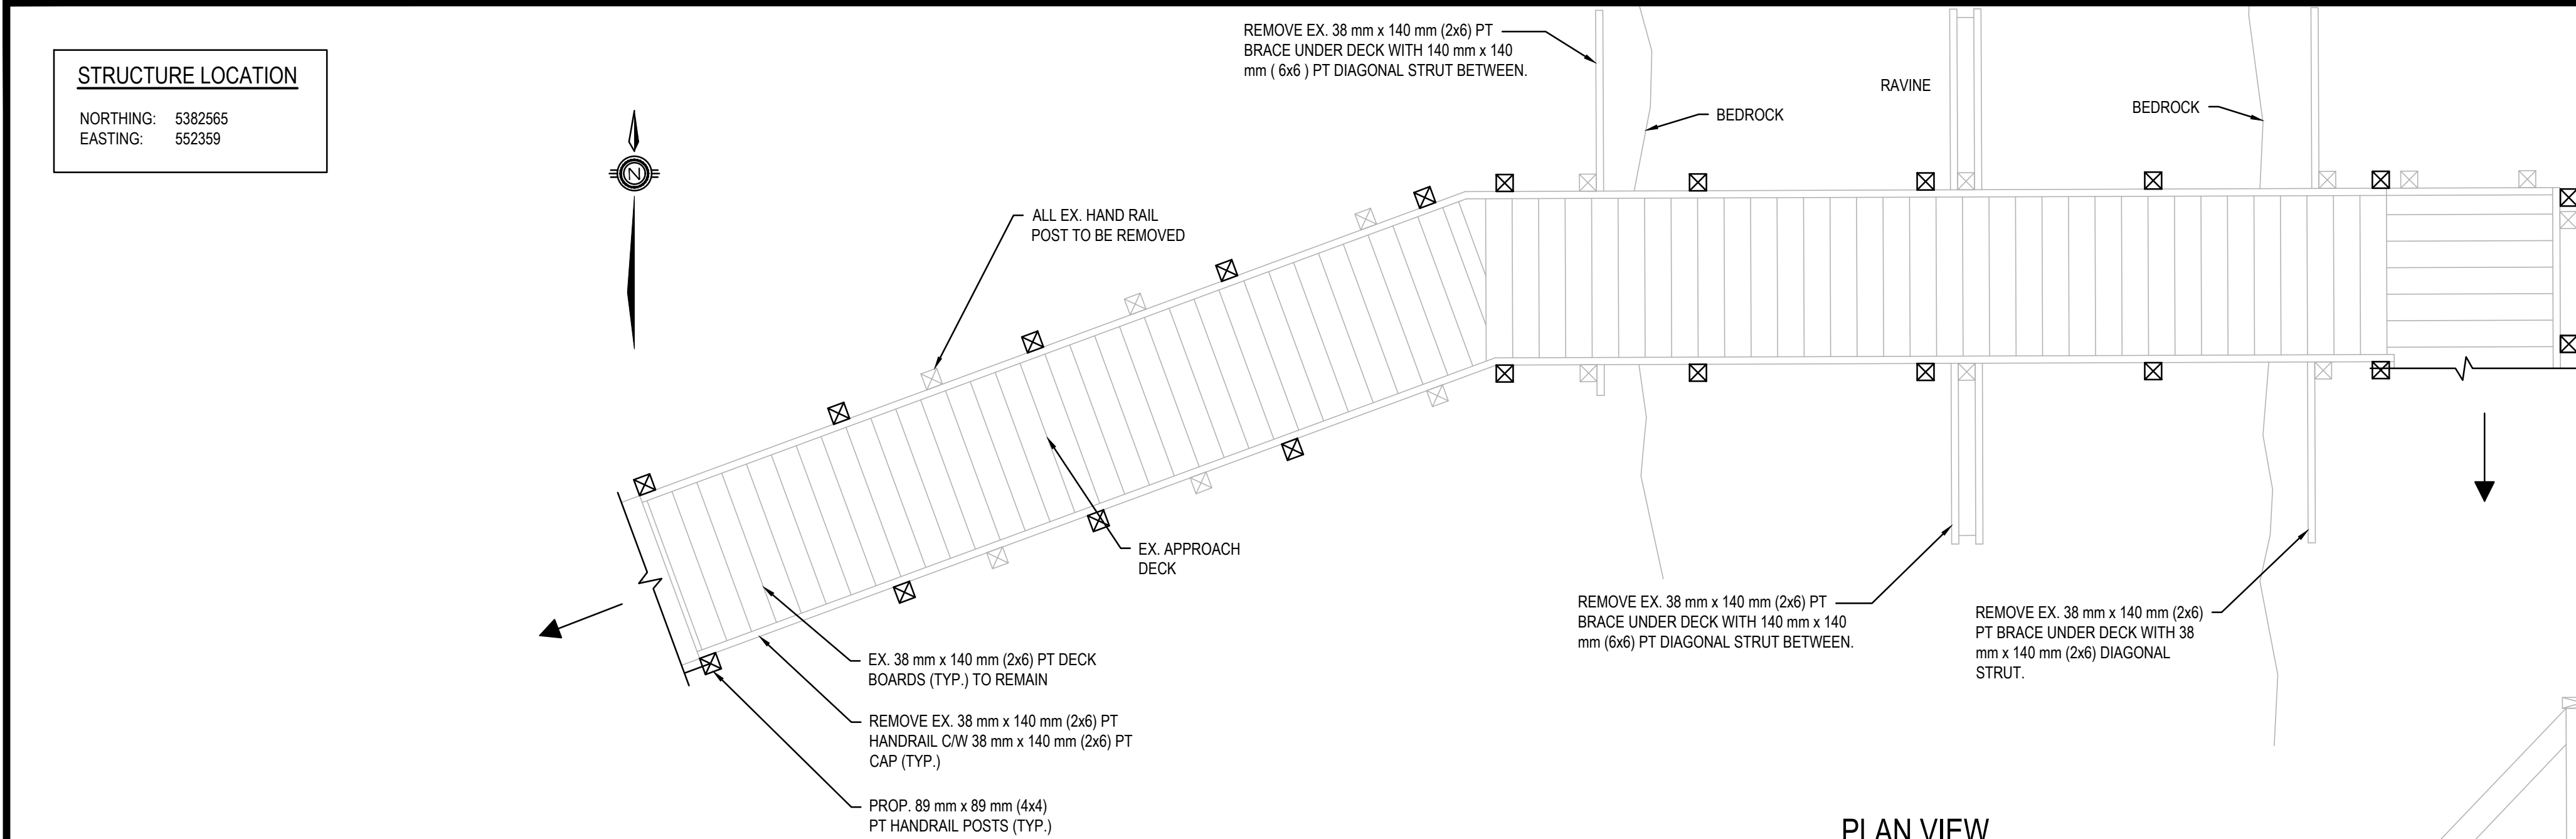 STRUCTURE LOCATION
NORTHING: 5382565
EASTING: 552359
N
REMOVE EX. 38 mm x 140 mm (2x6) PT
BRACE UNDER DECK WITH 140 mm x 140
mm ( 6x6 ) PT DIAGONAL STRUT BETWEEN.
RAVINE
BEDROCK
BEDROCK
ALL EX. HAND RAIL
POST TO BE REMOVED
EX. APPROACH
DECK
REMOVE EX. 38 mm x 140 mm (2x6) PT
BRACE UNDER DECK WITH 140 mm x 140
mm (6x6) PT DIAGONAL STRUT BETWEEN.
REMOVE EX. 38 mm x 140 mm (2x6)
PT BRACE UNDER DECK WITH 38
mm x 140 mm (2x6) DIAGONAL
STRUT.
EX. 38 mm x 140 mm (2x6) PT DECK
BOARDS (TYP.) TO REMAIN
REMOVE EX. 38 mm x 140 mm (2x6) PT
HANDRAIL C/W 38 mm x 140 mm (2x6) PT
CAP (TYP.)
PROP. 89 mm x 89 mm (4x4)
PT HANDRAIL POSTS (TYP.)
PLAN VIEW